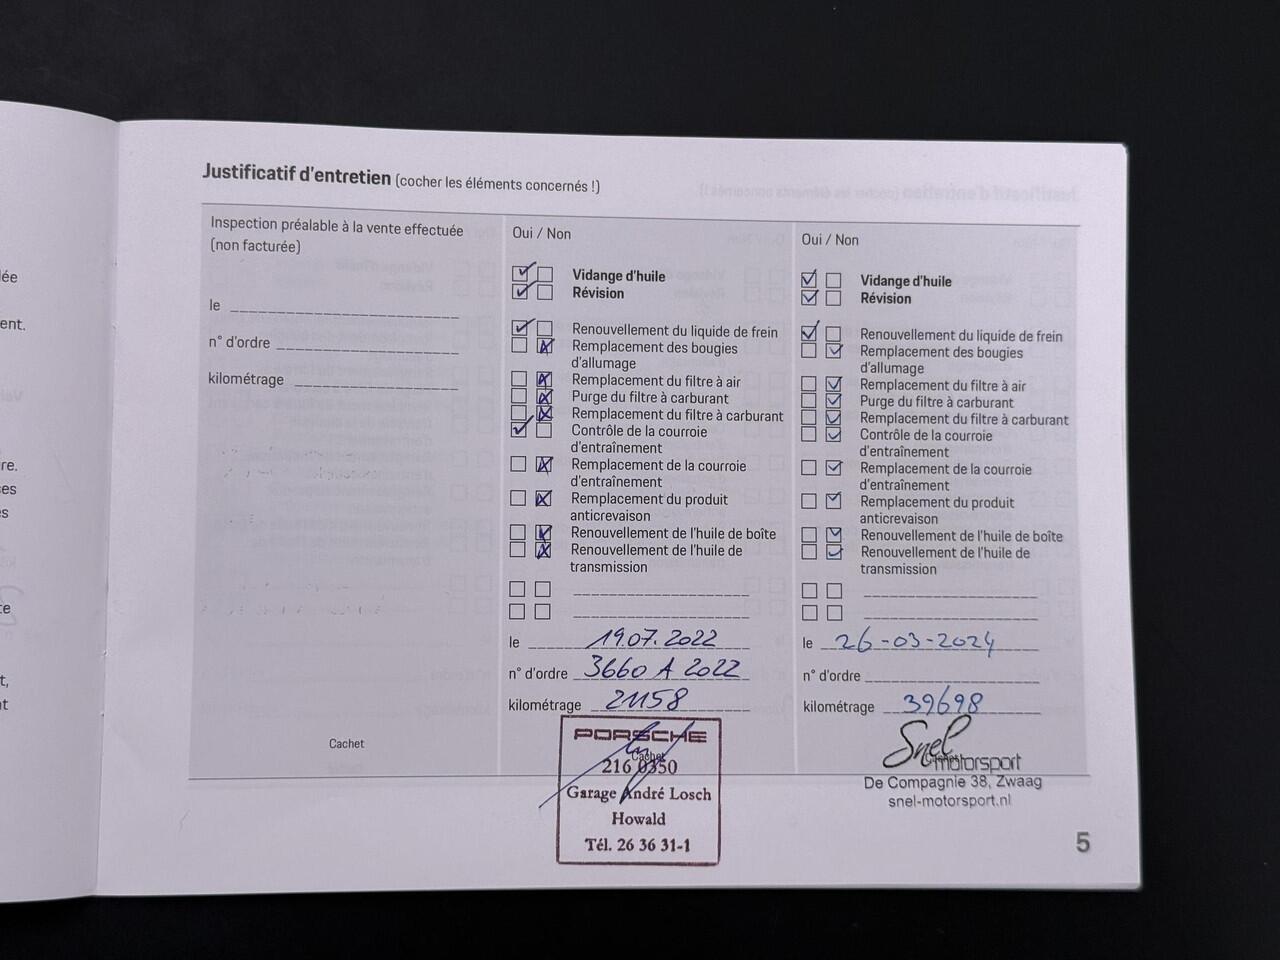 Justificatif d'entretien (cocher les éléments concernés !)
Inspection préalable à la vente effectuée
(non facturée)
le
n° d'ordre
kilométrage
Cachet
Oui / Non
Vidange d'huile
Révision
Renouvellement du liquide de frein
Remplacement des bougies
d'allumage
Remplacement du filtre à air
Purge du filtre à carburant
Remplacement du filtre à carburant
Contrôle de la courroie
d'entraînement
Remplacement de la courroie
d'entraînement
Remplacement du produit
anticrevaison
Renouvellement de l'huile de boîte
Renouvellement de l'huile de
transmission
le 19.07.2022
n° d'ordre 3660 A 2022
kilométrage 21158
PORSCHE
Cachet
216 0350
Garage André Losch
Howald
Tél. 26 36 31-1
Oui / Non
Vidange d'huile
Révision
Renouvellement du liquide de frein
Remplacement des bougies
d'allumage
Remplacement du filtre à air
Purge du filtre à carburant
Remplacement du filtre à carburant
Contrôle de la courroie
d'entraînement
Remplacement de la courroie
d'entraînement
Remplacement du produit
anticrevaison
Renouvellement de l'huile de boîte
Renouvellement de l'huile de
transmission
le 26-03-2024
n° d'ordre
kilométrage 39698
Snel
motorsport
De Compagnie 38, Zwaag
snel-motorsport.nl
5